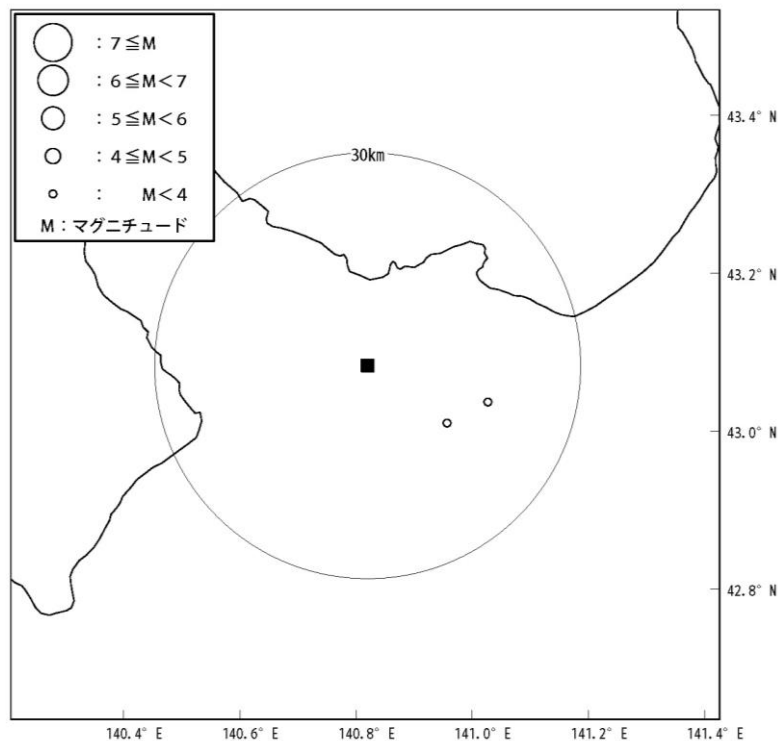 ：7≦M
：6≦M<7
：5≦M<6
：4≦M<5
：　M<4
M：マグニチュード
30km
43.4° N
43.2° N
43.0° N
42.8° N
140.4° E 140.6° E 140.8° E 141.0° E 141.2° E 141.4° E